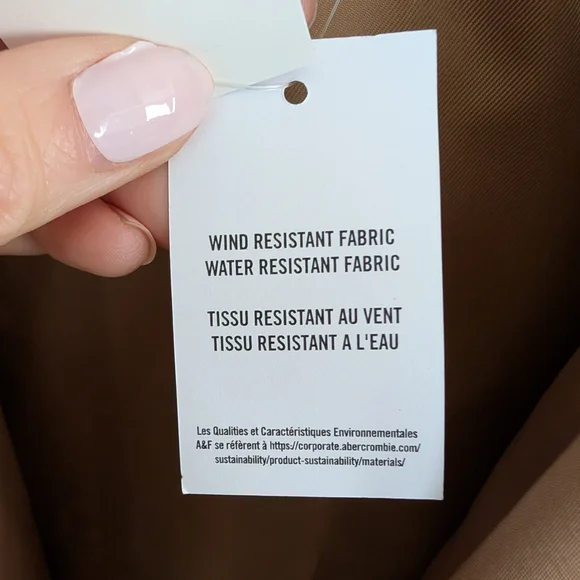 WIND RESISTANT FABRIC
WATER RESISTANT FABRIC
TISSU RESISTANT AU VENT
TISSU RESISTANT A L'EAU
Les Qualities et Caractéristiques Environnementales
A&F se réfèrent à https://corporate.abercrombie.com/
sustainability/product-sustainability/materials/